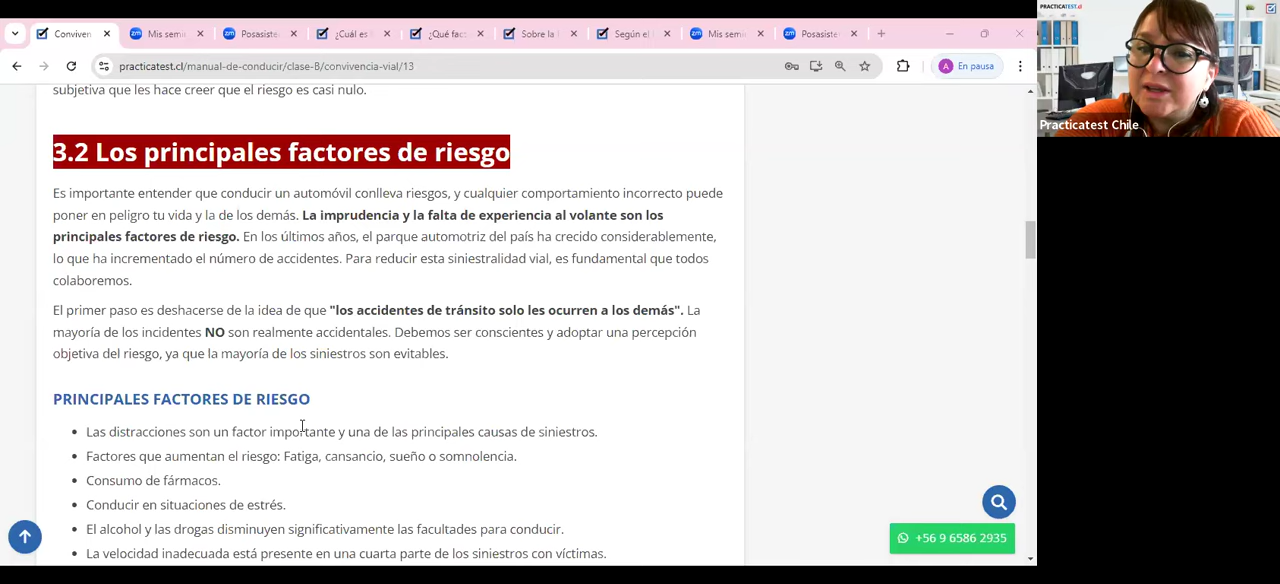 PRACTICATEST.cl
Conviven
Mis semi
Posasiste
¿Cuál es
¿Qué fac
Sobre la
Según el
Mis semi
Posasiste
practicatest.cl/manual-de-conducir/clase-B/convivencia-vial/13
A
En pausa
subjetiva que les hace creer que el riesgo es casi nulo.
Practicatest Chile
3.2 Los principales factores de riesgo
Es importante entender que conducir un automóvil conlleva riesgos, y cualquier comportamiento incorrecto puede
poner en peligro tu vida y la de los demás. La imprudencia y la falta de experiencia al volante son los
principales factores de riesgo. En los últimos años, el parque automotriz del país ha crecido considerablemente,
lo que ha incrementado el número de accidentes. Para reducir esta siniestralidad vial, es fundamental que todos
colaboremos.
El primer paso es deshacerse de la idea de que "los accidentes de tránsito solo les ocurren a los demás". La
mayoría de los incidentes NO son realmente accidentales. Debemos ser conscientes y adoptar una percepción
objetiva del riesgo, ya que la mayoría de los siniestros son evitables.
PRINCIPALES FACTORES DE RIESGO
• Las distracciones son un factor importante y una de las principales causas de siniestros.
• Factores que aumentan el riesgo: Fatiga, cansancio, sueño o somnolencia.
• Consumo de fármacos.
• Conducir en situaciones de estrés.
• El alcohol y las drogas disminuyen significativamente las facultades para conducir.
• La velocidad inadecuada está presente en una cuarta parte de los siniestros con víctimas.
+56 9 6586 2935